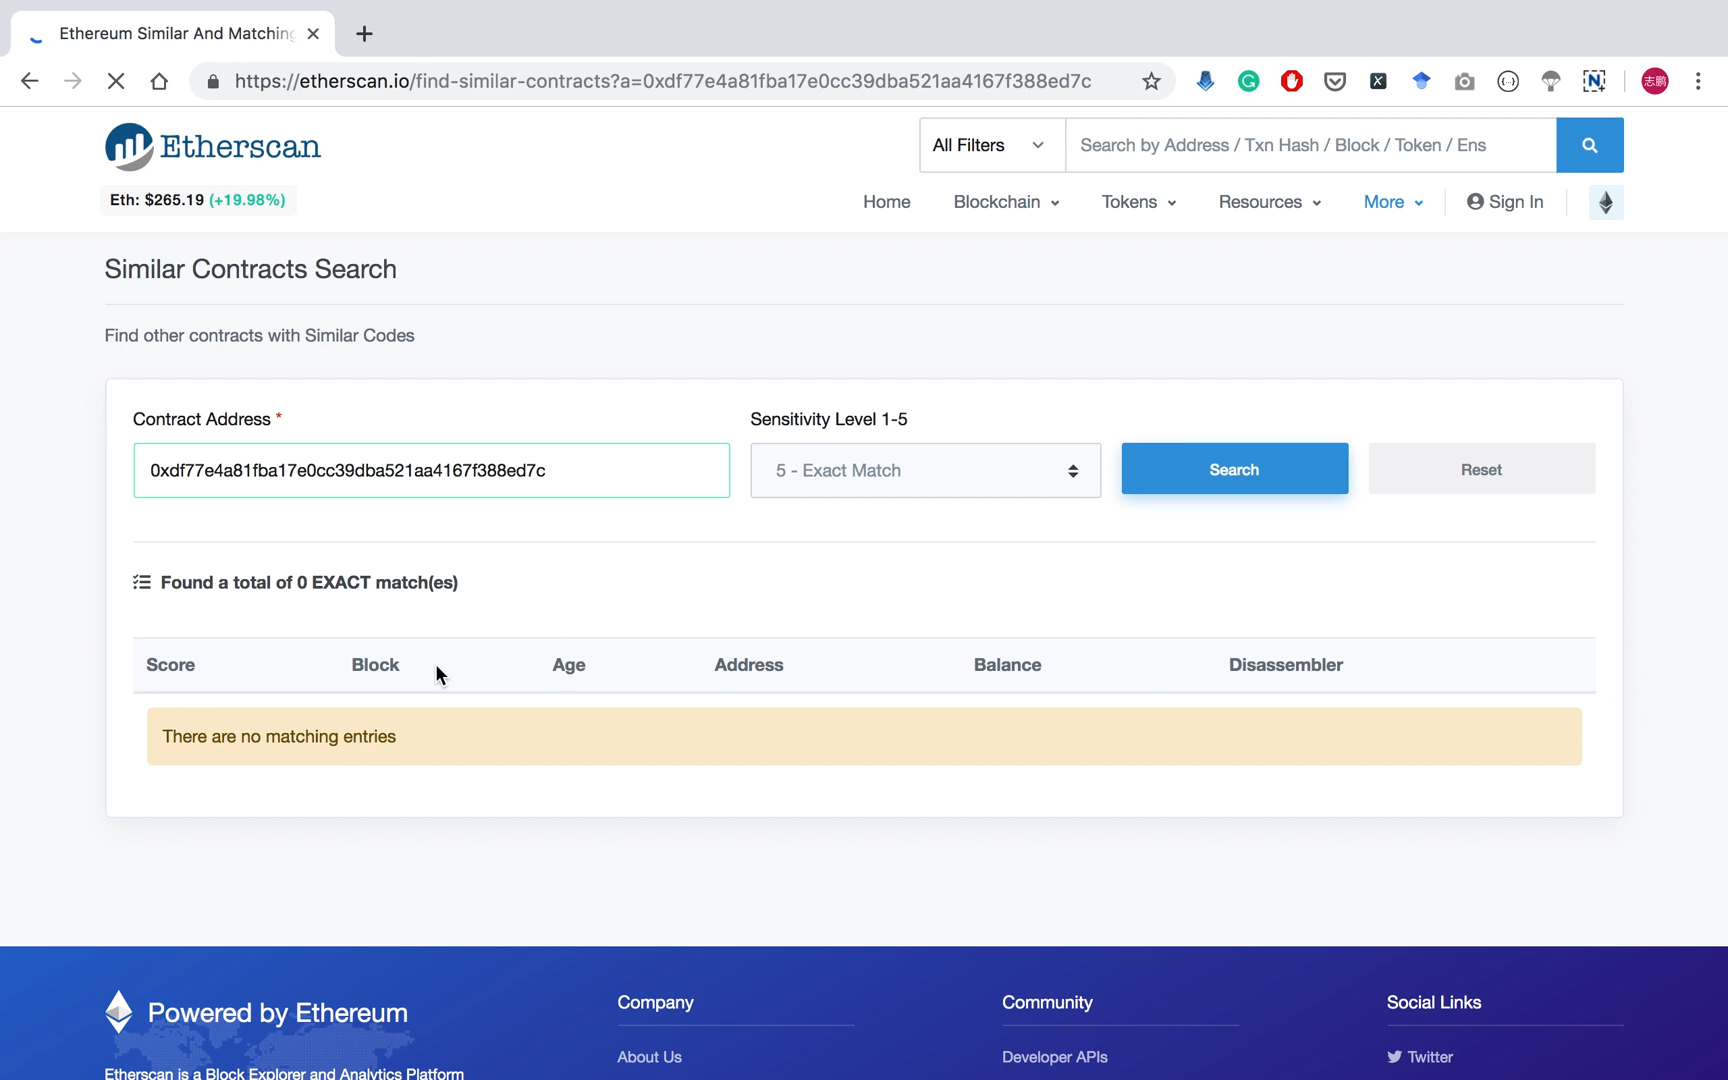 Ethereum Similar And Matching
https://etherscan.io/find-similar-contracts?a=0xdf77e4a81fba17e0cc39dba521aa4167f388ed7c
志鹏
Etherscan
All Filters
Search by Address / Txn Hash / Block / Token / Ens
Eth: $265.19 (+19.98%)
Home Blockchain Tokens Resources More Sign In
Similar Contracts Search
Find other contracts with Similar Codes
Contract Address *
Sensitivity Level 1-5
0xdf77e4a81fba17e0cc39dba521aa4167f388ed7c
5 - Exact Match
Search
Reset
Found a total of 0 EXACT match(es)
Score Block Age Address Balance Disassembler
There are no matching entries
Powered by Ethereum
Company
Community
Social Links
About Us
Developer APIs
Twitter
Etherscan is a Block Explorer and Analytics Platform